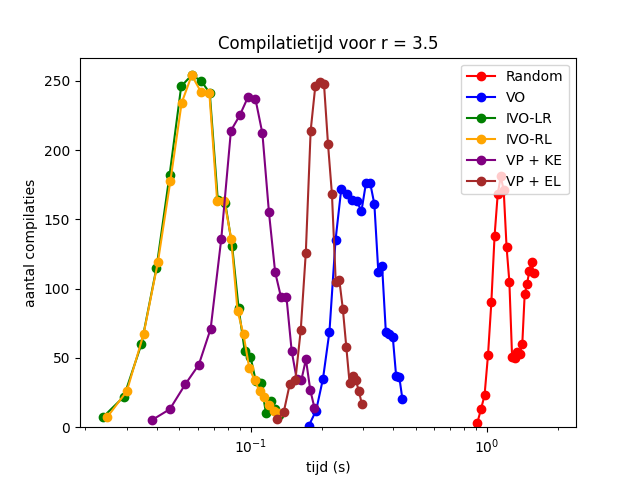 Compilatietijd voor r = 3.5
aantal compilaties
250
200
150
100
50
0
10⁻¹
10⁰
tijd (s)
Random
VO
IVO-LR
IVO-RL
VP + KE
VP + EL